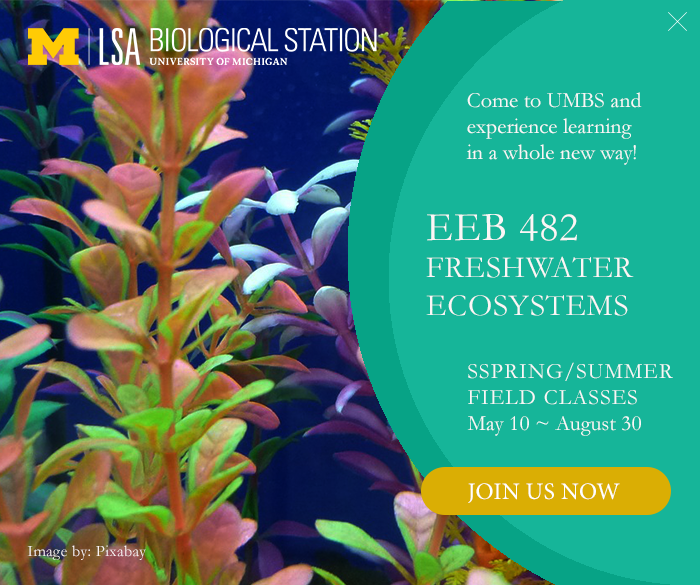 M LSA BIOLOGICAL STATION
UNIVERSITY OF MICHIGAN
Come to UMBS and
experience learning
in a whole new way!
EEB 482
FRESHWATER
ECOSYSTEMS
SSPRING/SUMMER
FIELD CLASSES
May 10 ~ August 30
JOIN US NOW
Image by: Pixabay